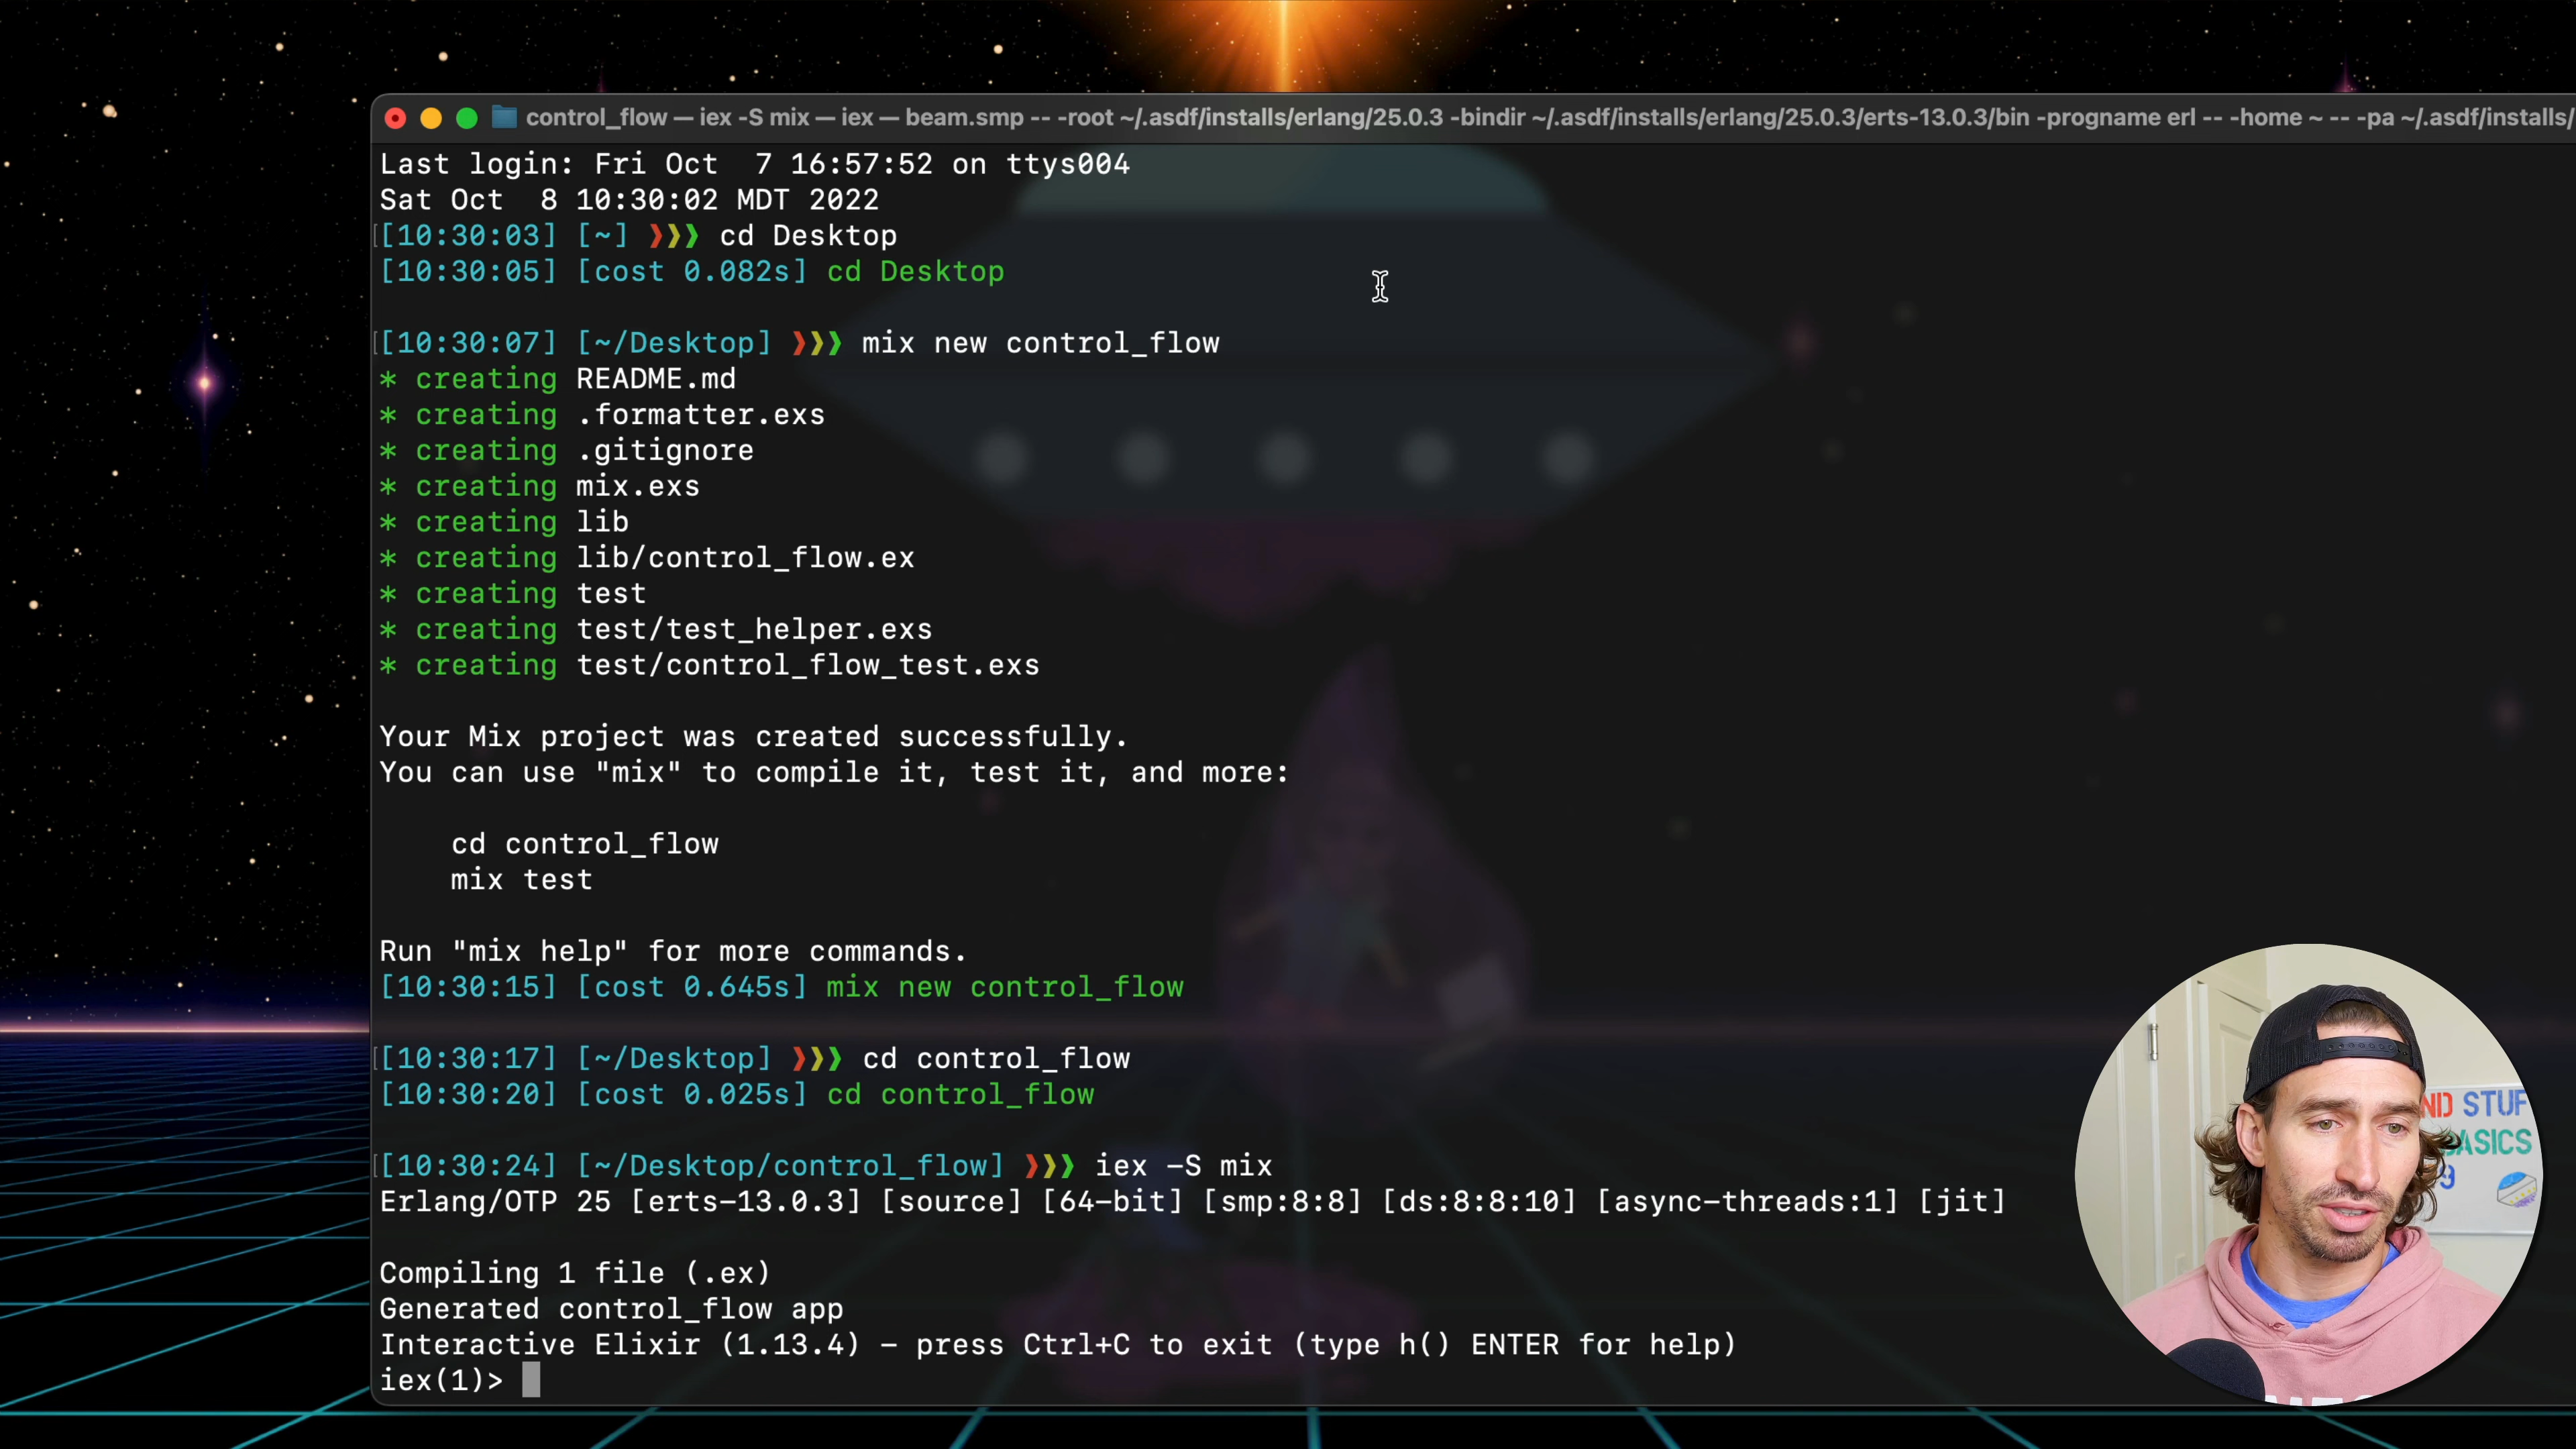 control_flow — iex -S mix — iex — beam.smp -- -root ~/.asdf/installs/erlang/25.0.3 -bindir ~/.asdf/installs/erlang/25.0.3/erts-13.0.3/bin -progname erl -- -home ~ -- -pa ~/.asdf/installs/
Last login: Fri Oct  7 16:57:52 on ttys004
Sat Oct  8 10:30:02 MDT 2022
[10:30:03] [~] ❯❯❯ cd Desktop
[10:30:05] [cost 0.082s] cd Desktop
[10:30:07] [~/Desktop] ❯❯❯ mix new control_flow
* creating README.md
* creating .formatter.exs
* creating .gitignore
* creating mix.exs
* creating lib
* creating lib/control_flow.ex
* creating test
* creating test/test_helper.exs
* creating test/control_flow_test.exs
Your Mix project was created successfully.
You can use "mix" to compile it, test it, and more:
cd control_flow
mix test
Run "mix help" for more commands.
[10:30:15] [cost 0.645s] mix new control_flow
[10:30:17] [~/Desktop] ❯❯❯ cd control_flow
[10:30:20] [cost 0.025s] cd control_flow
[10:30:24] [~/Desktop/control_flow] ❯❯❯ iex -S mix
Erlang/OTP 25 [erts-13.0.3] [source] [64-bit] [smp:8:8] [ds:8:8:10] [async-threads:1] [jit]
Compiling 1 file (.ex)
Generated control_flow app
Interactive Elixir (1.13.4) - press Ctrl+C to exit (type h() ENTER for help)
iex(1)>
ND STUF
BASICS
9